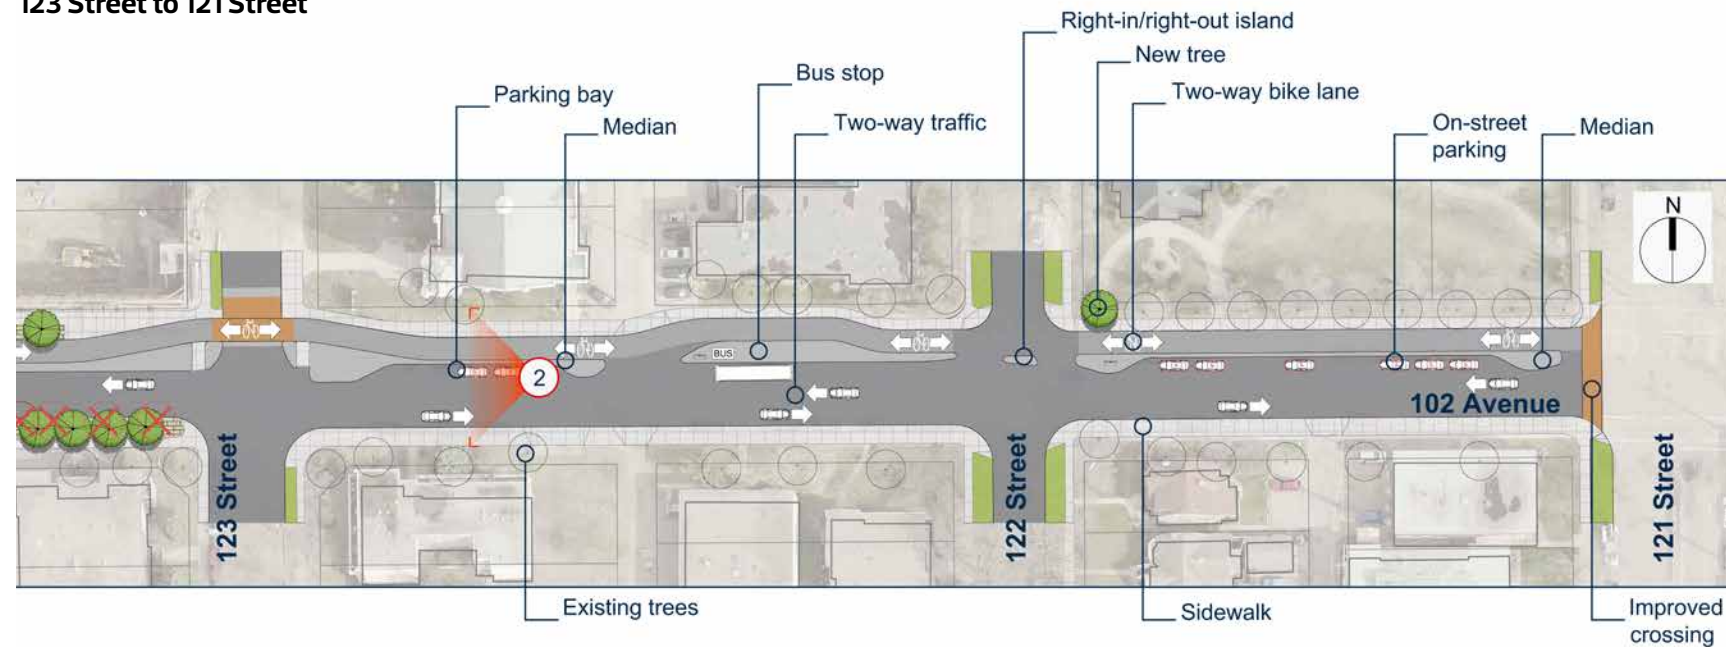 123 Street to 121 Street
Right-in/right-out island
New tree
Bus stop
Two-way bike lane
Parking bay
Median
Two-way traffic
On-street
parking
Median
N
BUS
2
102 Avenue
123 Street
122 Street
121 Street
Existing trees
Sidewalk
Improved
crossing